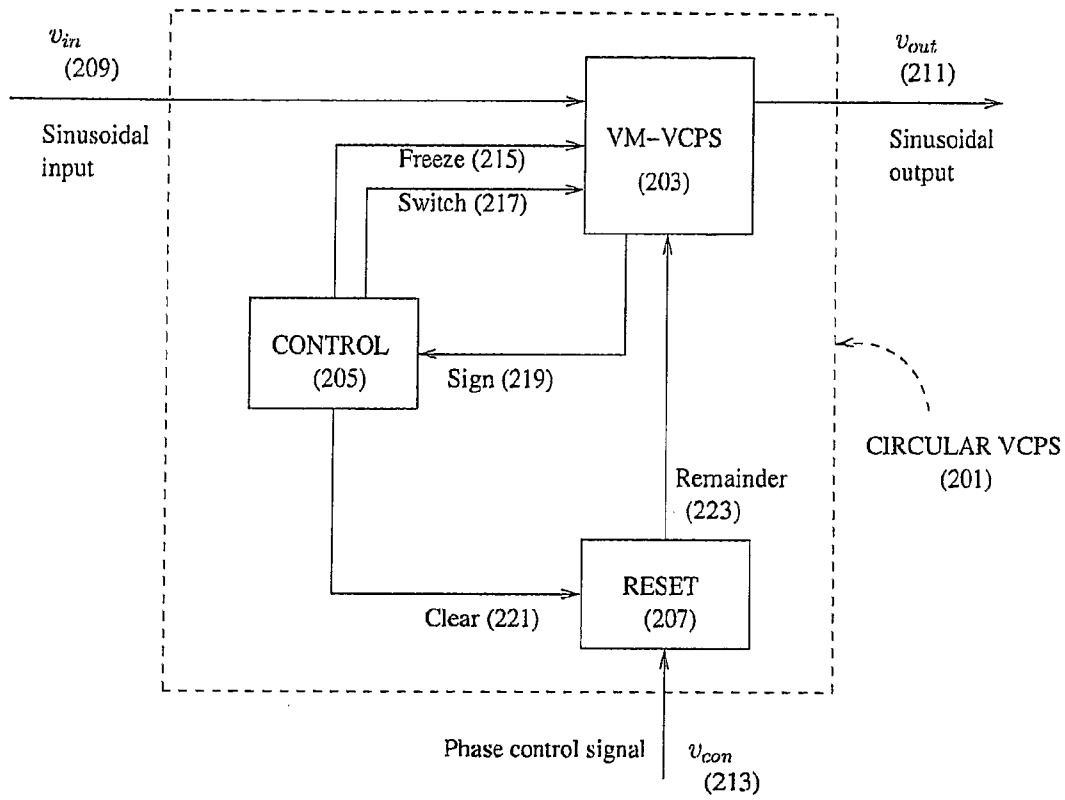 v_in
(209)
Sinusoidal
input
v_out
(211)
Sinusoidal
output
VM-VCPS
(203)
Freeze (215)
Switch (217)
CONTROL
(205)
Sign (219)
CIRCULAR VCPS
(201)
Remainder
(223)
RESET
(207)
Clear (221)
Phase control signal
v_con
(213)